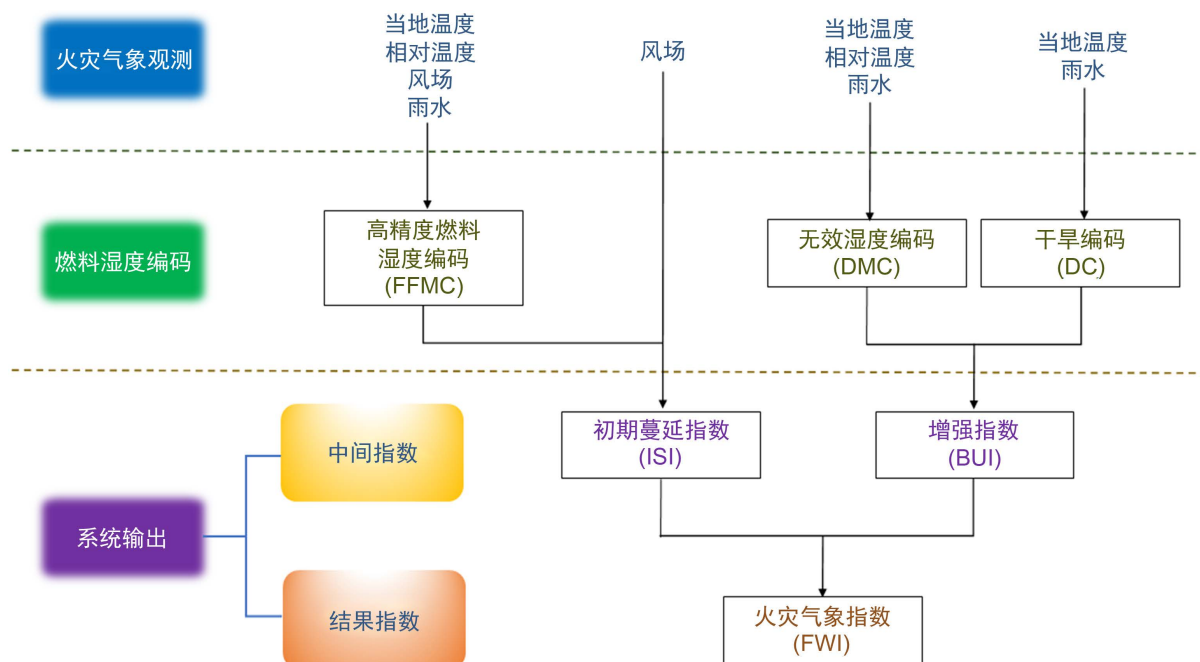 火灾气象观测
当地温度
相对温度
风场
雨水
风场
当地温度
相对温度
雨水
当地温度
雨水
燃料湿度编码
高精度燃料
湿度编码
(FFMC)
无效湿度编码
(DMC)
干旱编码
(DC)
系统输出
中间指数
结果指数
初期蔓延指数
(ISI)
增强指数
(BUI)
火灾气象指数
(FWI)